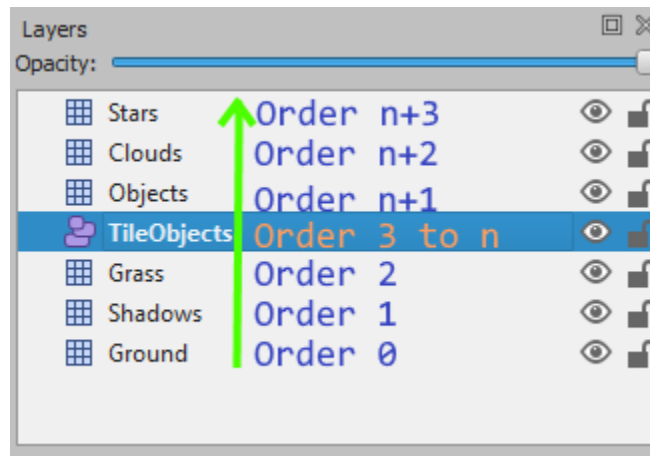 Layers
Opacity:
Stars Order n+3
Clouds Order n+2
Objects Order n+1
TileObjects Order 3 to n
Grass Order 2
Shadows Order 1
Ground Order 0